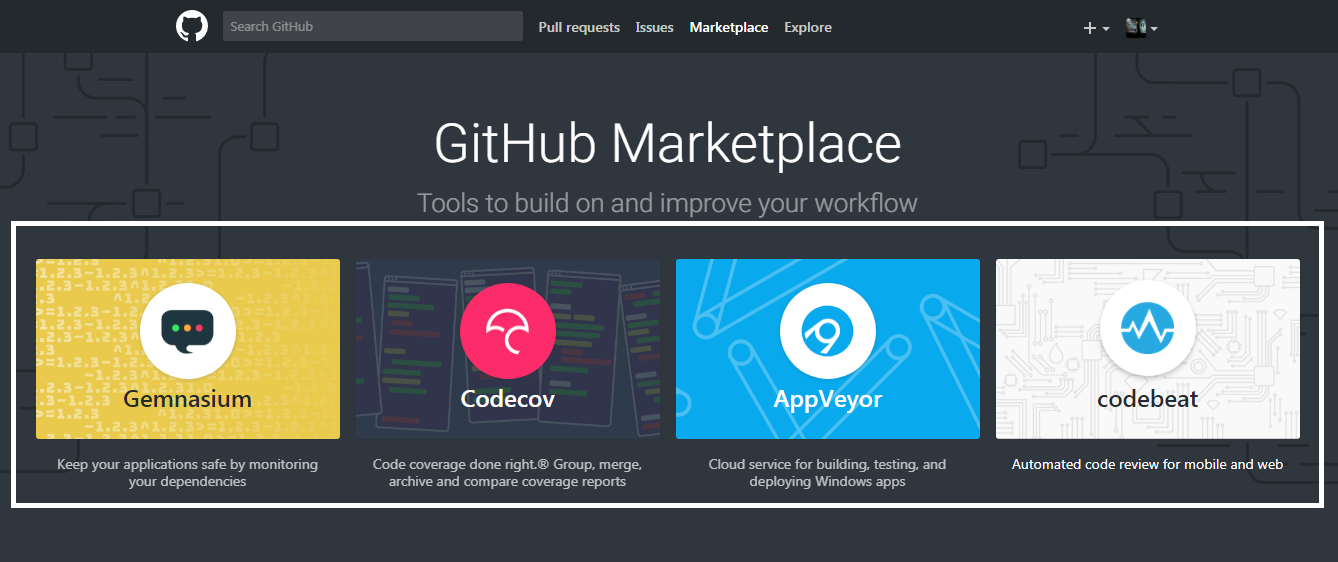 Search GitHub Pull requests Issues Marketplace Explore
GitHub Marketplace
Tools to build on and improve your workflow
Gemnasium
Keep your applications safe by monitoring
your dependencies
Codecov
Code coverage done right.® Group, merge,
archive and compare coverage reports
AppVeyor
Cloud service for building, testing, and
deploying Windows apps
codebeat
Automated code review for mobile and web